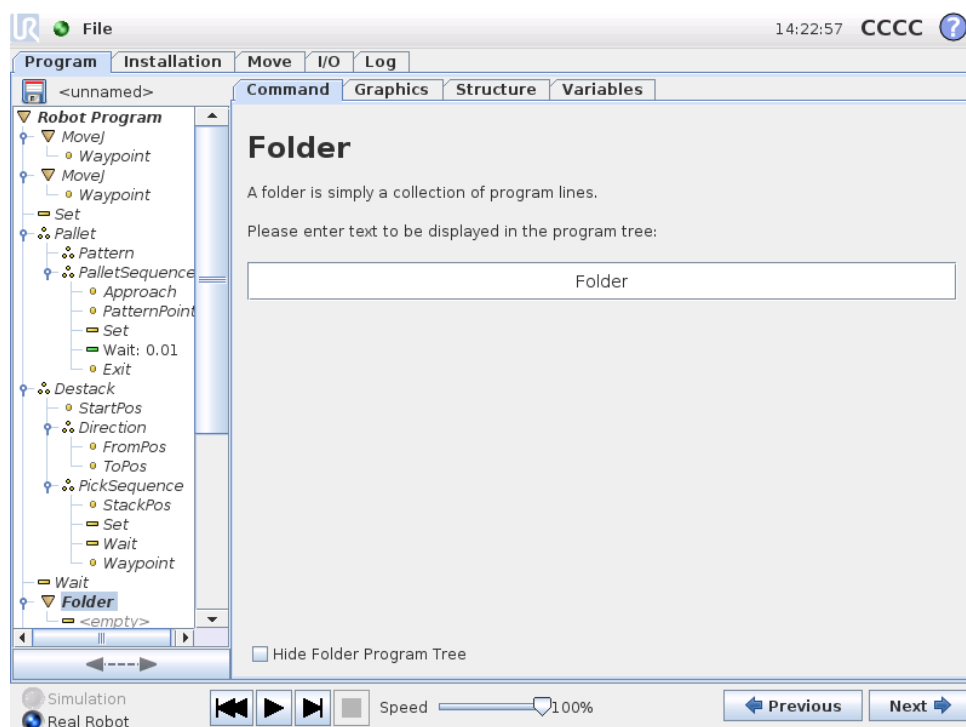 UR File 14:22:57 CCCC ?
Program Installation Move I/O Log
<unnamed> Command Graphics Structure Variables
Robot Program
MoveJ
Waypoint
MoveJ
Waypoint
Set
Pallet
Pattern
PalletSequence
Approach
PatternPoint
Set
Wait: 0.01
Exit
Destack
StartPos
Direction
FromPos
ToPos
PickSequence
StackPos
Set
Wait
Waypoint
Wait
Folder
<empty>
Folder
A folder is simply a collection of program lines.
Please enter text to be displayed in the program tree:
Folder
Hide Folder Program Tree
Simulation
Real Robot
Speed 100%
Previous Next